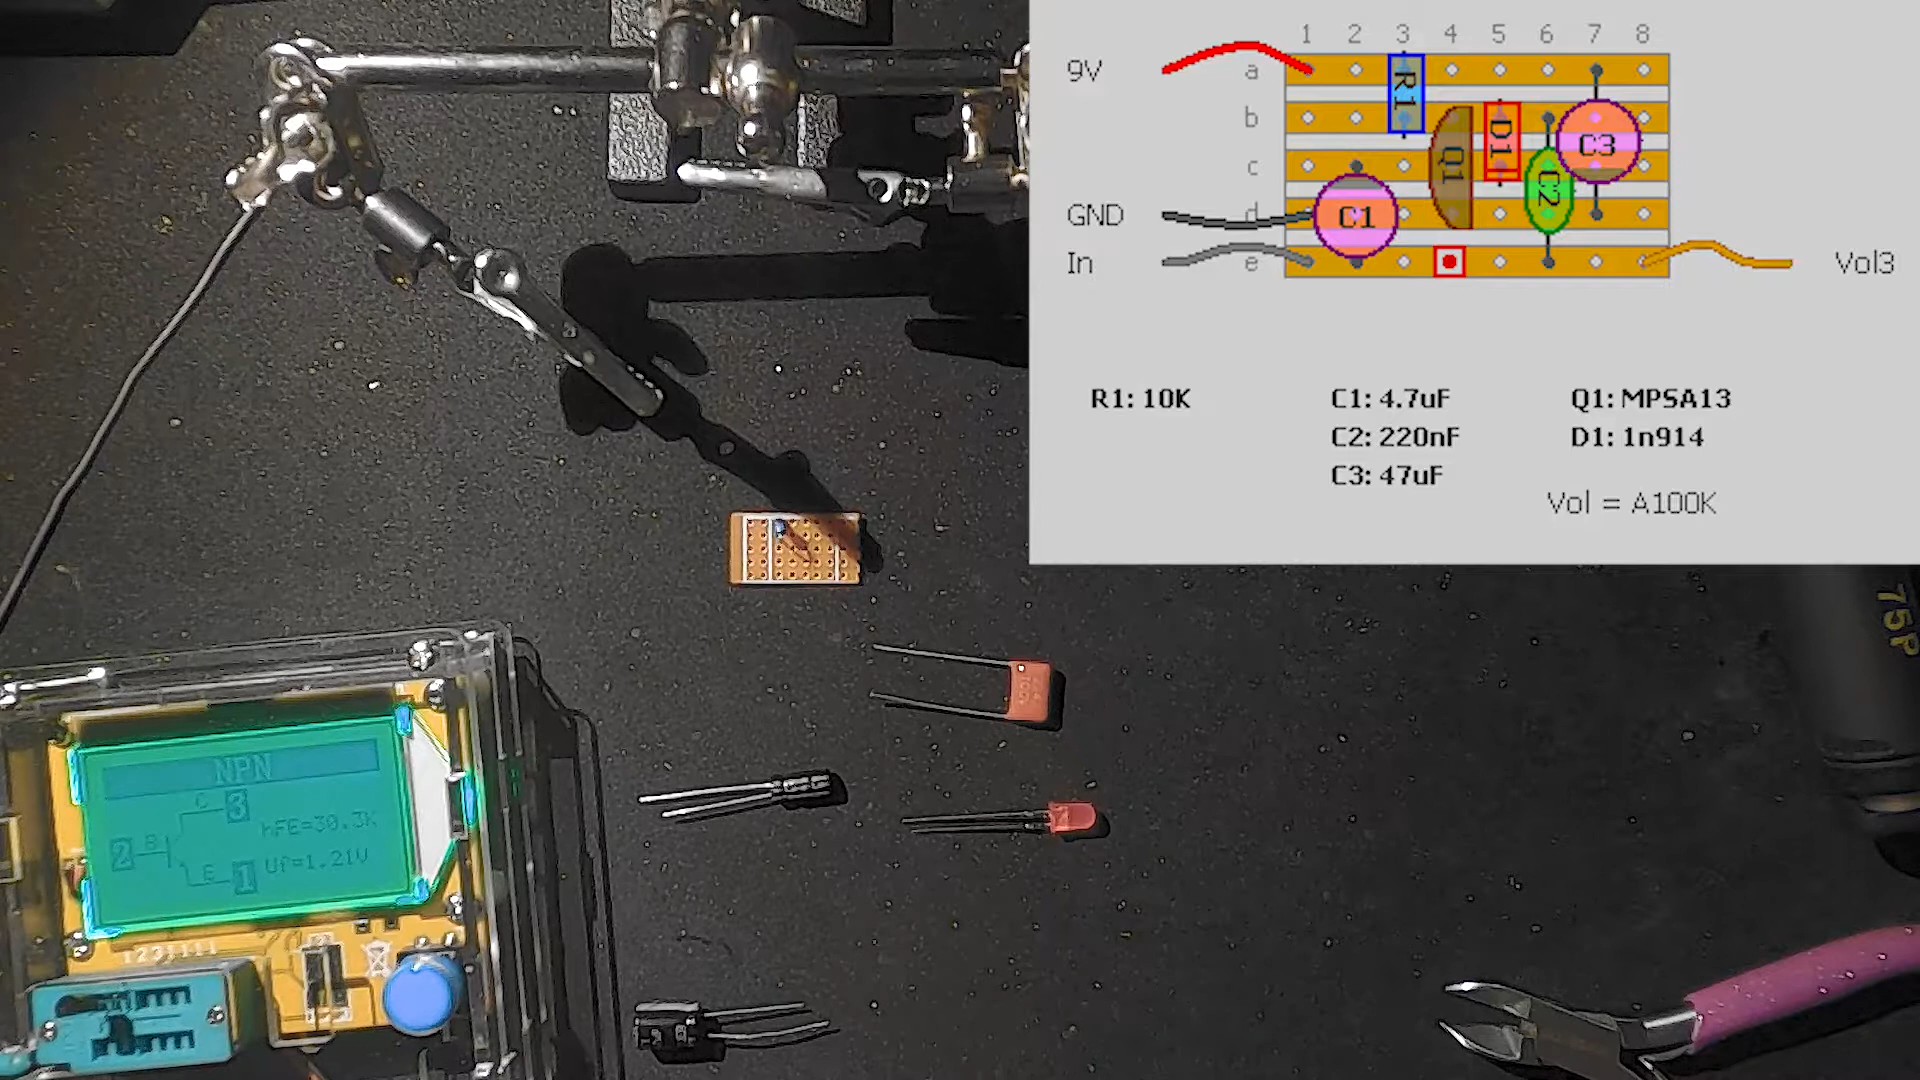 1 2 3 4 5 6 7 8
9V a
b
c
GND d
In e
Vol3
R1
Q1
D1
C2
C3
C1
R1: 10K
C1: 4.7uF
Q1: MPSA13
C2: 220nF
D1: 1n914
C3: 47uF
Vol = A100K
75P
NPN
C 3
hFE=30.3K
2 B
Uf=1.21V
E 1